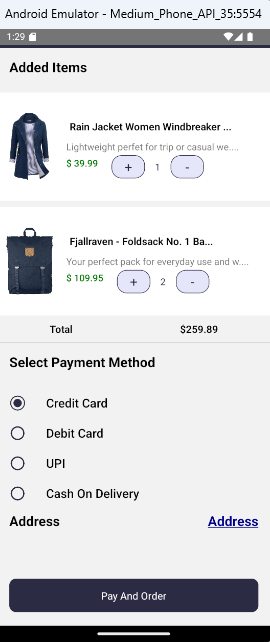 Android Emulator - Medium_Phone_API_35:5554
1:29
Added Items
Rain Jacket Women Windbreaker ...
Lightweight perfet for trip or casual we....
$ 39.99 + 1 -
Fjallraven - Foldsack No. 1 Ba...
Your perfect pack for everyday use and w....
$ 109.95 + 2 -
Total $259.89
Select Payment Method
Credit Card
Debit Card
UPI
Cash On Delivery
Address Address
Pay And Order